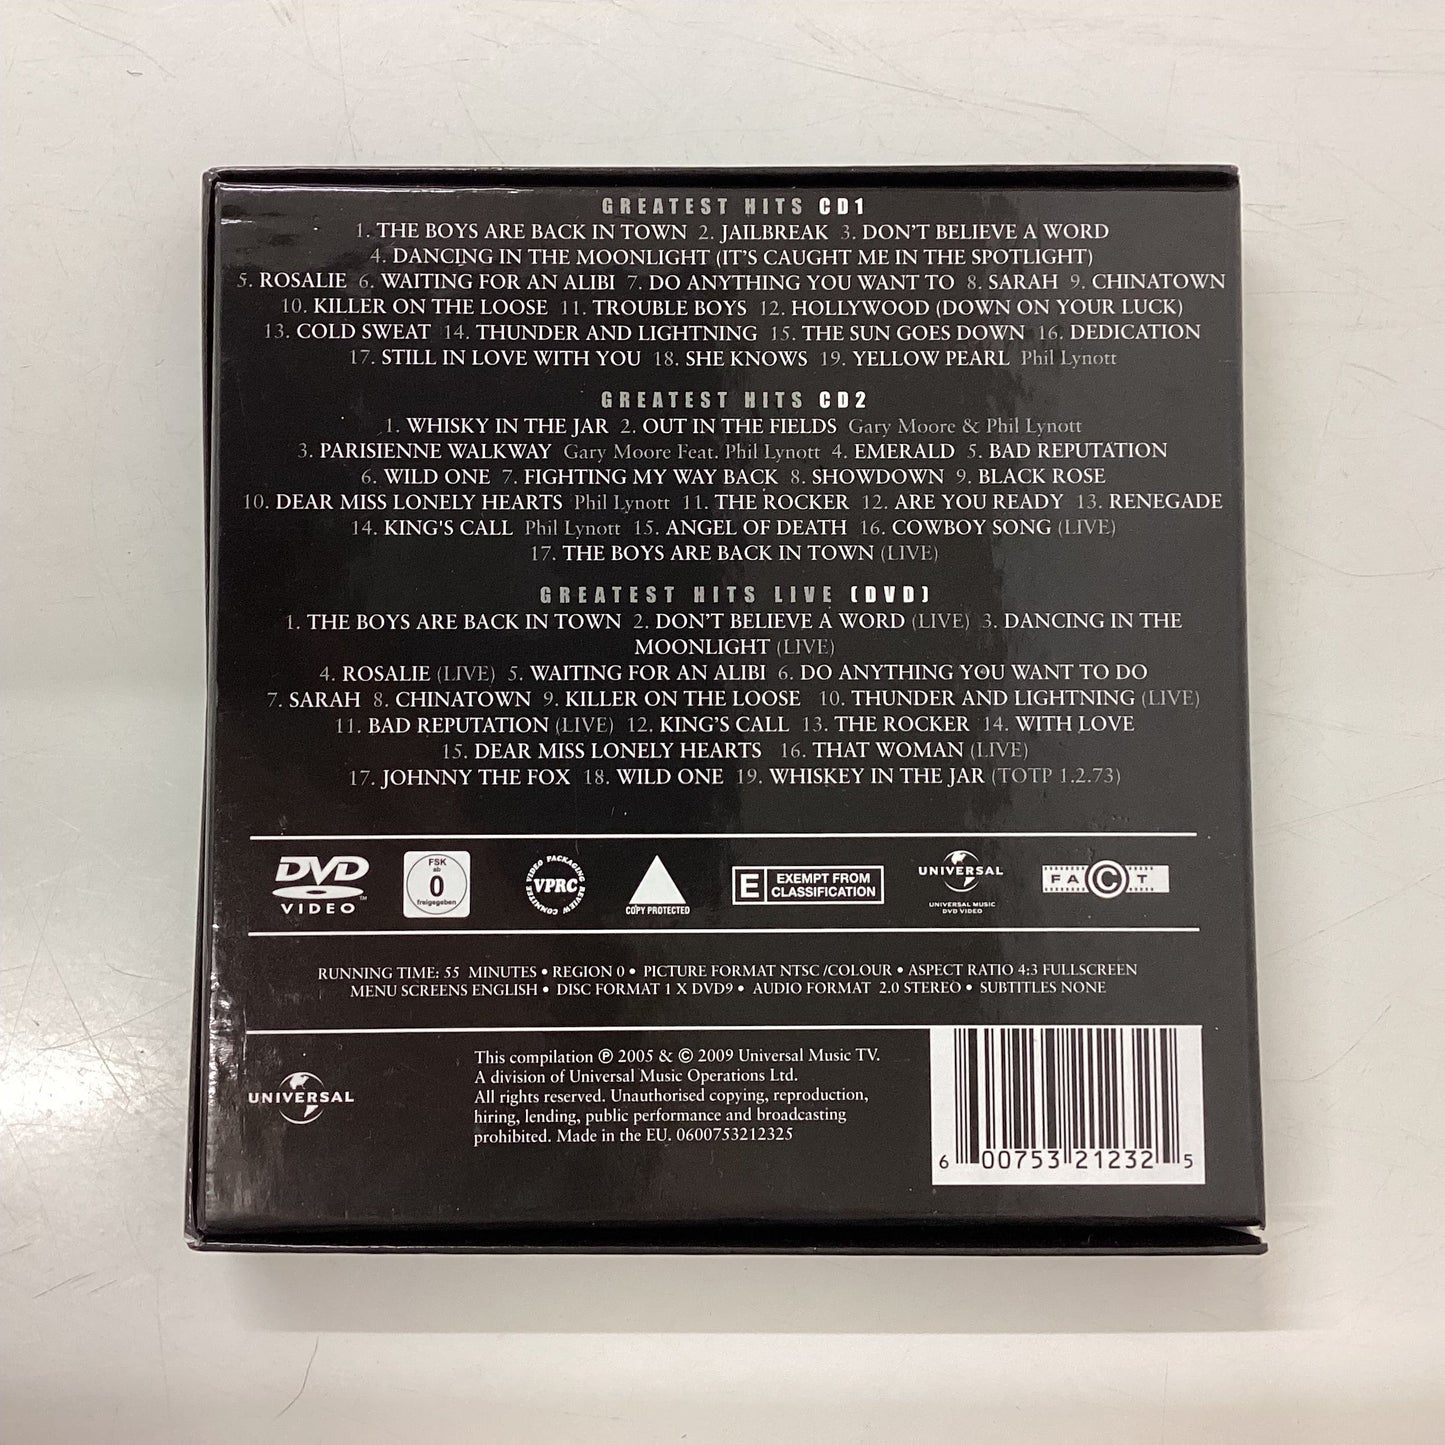 GREATEST HITS CD1
1. THE BOYS ARE BACK IN TOWN 2. JAILBREAK 3. DON'T BELIEVE A WORD
4. DANCING IN THE MOONLIGHT (IT'S CAUGHT ME IN THE SPOTLIGHT)
5. ROSALIE 6. WAITING FOR AN ALIBI 7. DO ANYTHING YOU WANT TO 8. SARAH 9. CHINATOWN
10. KILLER ON THE LOOSE 11. TROUBLE BOYS 12. HOLLYWOOD (DOWN ON YOUR LUCK)
13. COLD SWEAT 14. THUNDER AND LIGHTNING 15. THE SUN GOES DOWN 16. DEDICATION
17. STILL IN LOVE WITH YOU 18. SHE KNOWS 19. YELLOW PEARL Phil Lynott
GREATEST HITS CD2
1. WHISKY IN THE JAR 2. OUT IN THE FIELDS Gary Moore & Phil Lynott
3. PARISIENNE WALKWAY Gary Moore Feat. Phil Lynott 4. EMERALD 5. BAD REPUTATION
6. WILD ONE 7. FIGHTING MY WAY BACK 8. SHOWDOWN 9. BLACK ROSE
10. DEAR MISS LONELY HEARTS Phil Lynott 11. THE ROCKER 12. ARE YOU READY 13. RENEGADE
14. KING'S CALL Phil Lynott 15. ANGEL OF DEATH 16. COWBOY SONG (LIVE)
17. THE BOYS ARE BACK IN TOWN (LIVE)
GREATEST HITS LIVE (DVD)
1. THE BOYS ARE BACK IN TOWN 2. DON'T BELIEVE A WORD (LIVE) 3. DANCING IN THE
MOONLIGHT (LIVE)
4. ROSALIE (LIVE) 5. WAITING FOR AN ALIBI 6. DO ANYTHING YOU WANT TO DO
7. SARAH 8. CHINATOWN 9. KILLER ON THE LOOSE 10. THUNDER AND LIGHTNING (LIVE)
11. BAD REPUTATION (LIVE) 12. KING'S CALL 13. THE ROCKER 14. WITH LOVE
15. DEAR MISS LONELY HEARTS 16. THAT WOMAN (LIVE)
17. JOHNNY THE FOX 18. WILD ONE 19. WHISKEY IN THE JAR (TOTP 1.2.73)
DVD VIDEO ™
FSK ab 0 freigegeben
VIDEO PACKAGING REVIEW COMMITTEE VPRC
COPY PROTECTED
E EXEMPT FROM CLASSIFICATION
UNIVERSAL
UNIVERSAL MUSIC DVD VIDEO
FACT
RUNNING TIME: 55 MINUTES • REGION 0 • PICTURE FORMAT NTSC /COLOUR • ASPECT RATIO 4:3 FULLSCREEN
MENU SCREENS ENGLISH • DISC FORMAT 1 X DVD9 • AUDIO FORMAT 2.0 STEREO • SUBTITLES NONE
UNIVERSAL
This compilation ℗ 2005 & © 2009 Universal Music TV.
A division of Universal Music Operations Ltd.
All rights reserved. Unauthorised copying, reproduction,
hiring, lending, public performance and broadcasting
prohibited. Made in the EU. 0600753212325
6 00753 21232 5